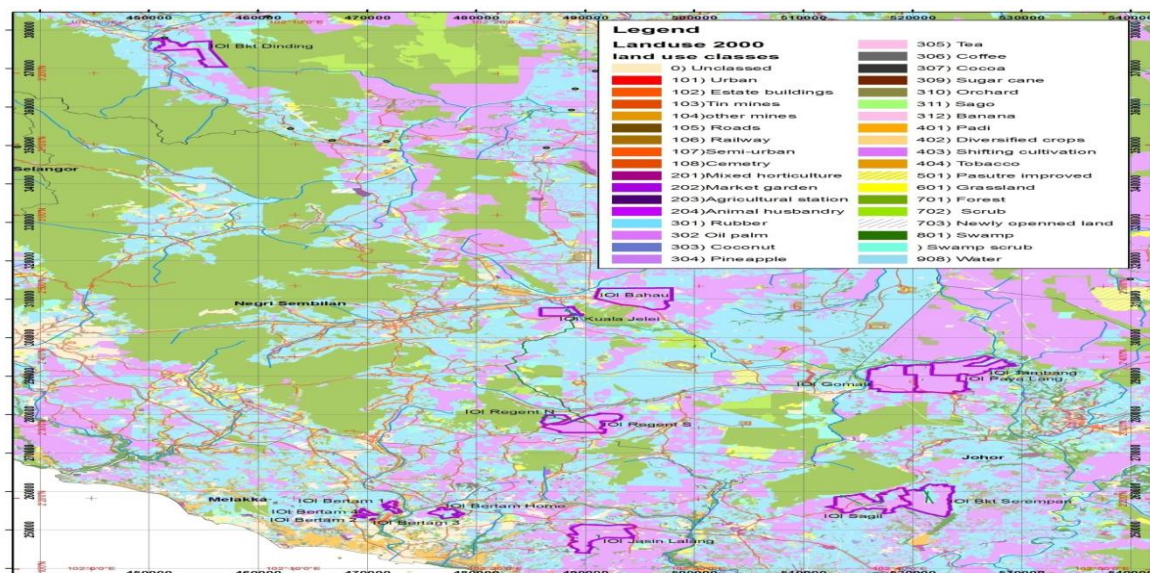 450000 460000 470000 480000 490000 500000 510000 520000 530000 540000
Legend
Landuse 2000
land use classes
0) Unclassed
101) Urban
102) Estate buildings
103)Tin mines
104)other mines
105) Roads
106) Railway
107)Semi-urban
108)Cemetry
201)Mixed horticulture
202)Market garden
203)Agricultural station
204)Animal husbandry
301) Rubber
302 Oil palm
303) Coconut
304) Pineapple
305) Tea
306) Coffee
307) Cocoa
309) Sugar cane
310) Orchard
311) Sago
312) Banana
401) Padi
402) Diversified crops
403) Shifting cultivation
404) Tobacco
501) Pasutre improved
601) Grassland
701) Forest
702) Scrub
703) Newly openned land
801) Swamp
) Swamp scrub
908) Water
IOI Bkt Dinding
Selangor
Negri Sembilan
IOI Bahau
IOI Kuala Jelei
IOI Jambang
IOI Gomali
IOI Paya Lang
IOI Regent N
IOI Regent S
Johor
Melakka
IOI Bertam 1
IOI Bertam Home
IOI Bertam 4
IOI Bertam 2
IOI Bertam 3
IOI Bkt Serempan
IOI Sagil
IOI Jasin Lalang